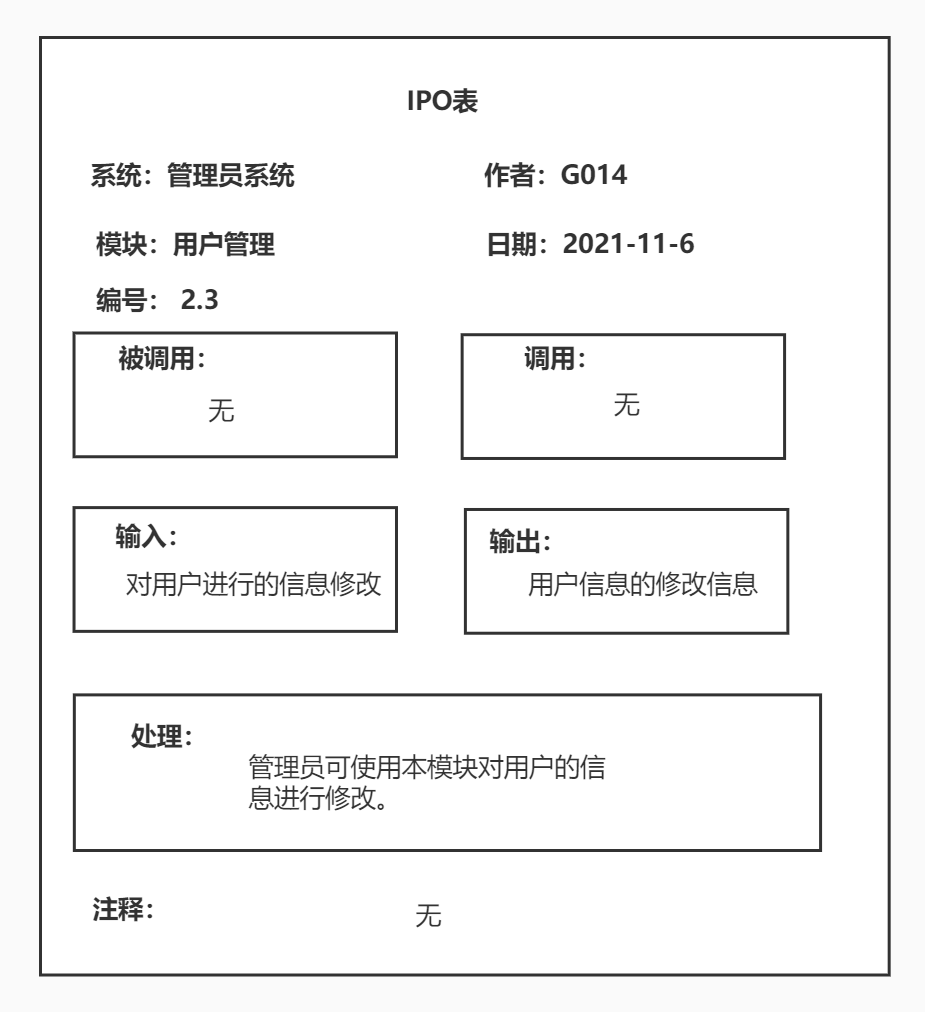 IPO表
系统：管理员系统
作者：G014
模块：用户管理
日期：2021-11-6
编号： 2.3
被调用：
无
调用：
无
输入：
对用户进行的信息修改
输出：
用户信息的修改信息
处理：
管理员可使用本模块对用户的信
息进行修改。
注释：
无